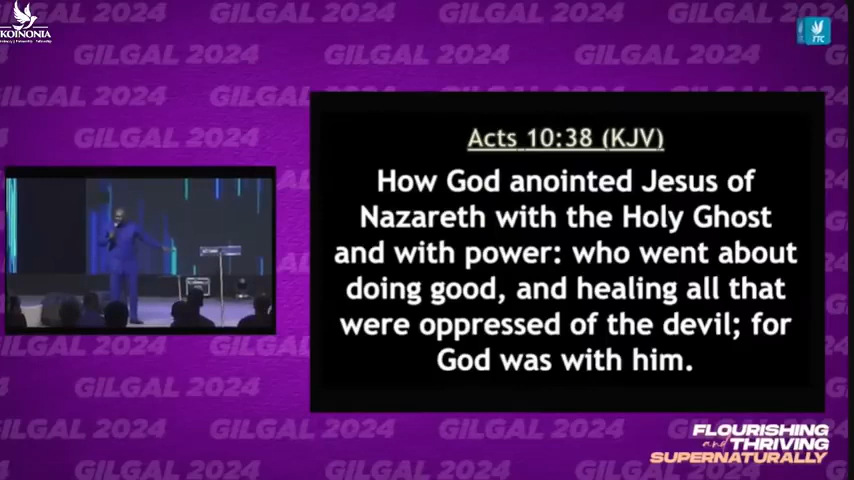 KOINONIA
GILGAL 2024
Acts 10:38 (KJV)
How God anointed Jesus of
Nazareth with the Holy Ghost
and with power: who went about
doing good, and healing all that
were oppressed of the devil; for
God was with him.
FLOURISHING
and THRIVING
SUPERNATURALLY